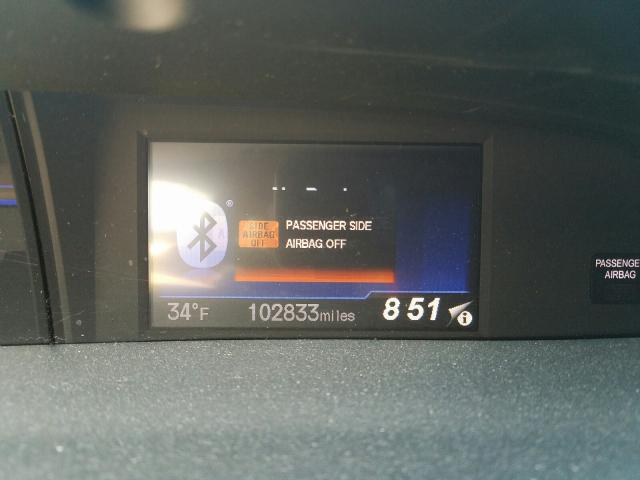 ®
SIDE
AIRBAG
OFF
PASSENGER SIDE
AIRBAG OFF
34°F 102833miles 8:51 i
PASSENGE
AIRBAG